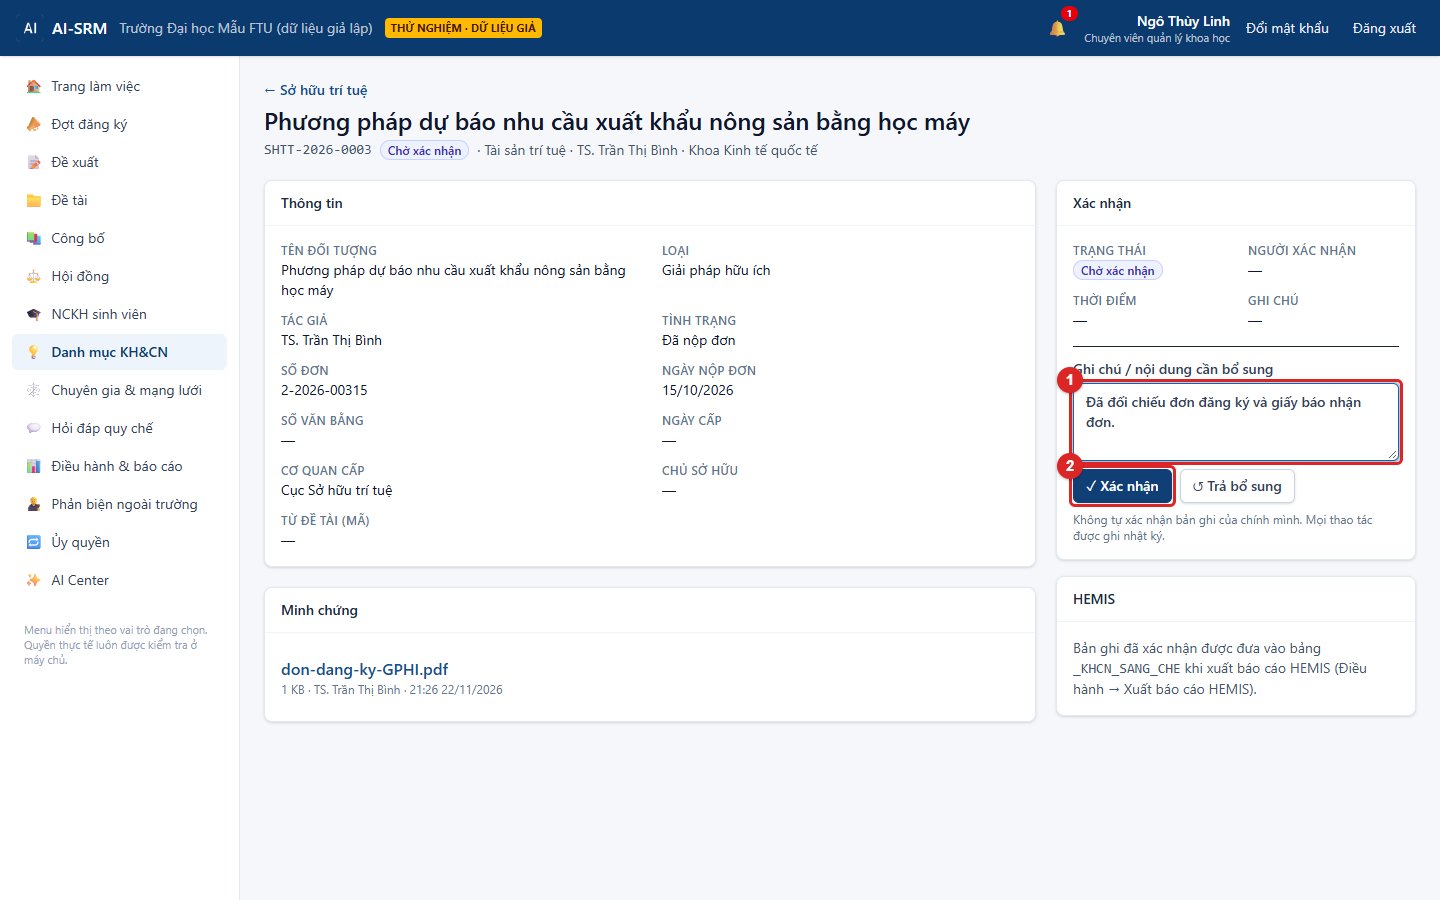 AI AI-SRM Trường Đại học Mẫu FTU (dữ liệu giả lập) THỬ NGHIỆM · DỮ LIỆU GIẢ
1
Ngô Thùy Linh
Chuyên viên quản lý khoa học
Đổi mật khẩu
Đăng xuất
Trang làm việc
Đợt đăng ký
Đề xuất
Đề tài
Công bố
Hội đồng
NCKH sinh viên
Danh mục KH&CN
Chuyên gia & mạng lưới
Hỏi đáp quy chế
Điều hành & báo cáo
Phản biện ngoài trường
Ủy quyền
AI Center
Menu hiển thị theo vai trò đang chọn.
Quyền thực tế luôn được kiểm tra ở
máy chủ.
← Sở hữu trí tuệ
Phương pháp dự báo nhu cầu xuất khẩu nông sản bằng học máy
SHTT-2026-0003 Chờ xác nhận · Tài sản trí tuệ · TS. Trần Thị Bình · Khoa Kinh tế quốc tế
Thông tin
TÊN ĐỐI TƯỢNG
Phương pháp dự báo nhu cầu xuất khẩu nông sản bằng
học máy
LOẠI
Giải pháp hữu ích
TÁC GIẢ
TS. Trần Thị Bình
TÌNH TRẠNG
Đã nộp đơn
SỐ ĐƠN
2-2026-00315
NGÀY NỘP ĐƠN
15/10/2026
SỐ VĂN BẰNG
—
NGÀY CẤP
—
CƠ QUAN CẤP
Cục Sở hữu trí tuệ
CHỦ SỞ HỮU
—
TỪ ĐỀ TÀI (MÃ)
—
Minh chứng
don-dang-ky-GPHI.pdf
1 KB · TS. Trần Thị Bình · 21:26 22/11/2026
Xác nhận
TRẠNG THÁI
Chờ xác nhận
NGƯỜI XÁC NHẬN
—
THỜI ĐIỂM
—
GHI CHÚ
—
Ghi chú / nội dung cần bổ sung
1
Đã đối chiếu đơn đăng ký và giấy báo nhận
đơn.
2
✓ Xác nhận
↺ Trả bổ sung
Không tự xác nhận bản ghi của chính mình. Mọi thao tác
được ghi nhật ký.
HEMIS
Bản ghi đã xác nhận được đưa vào bảng
_KHCN_SANG_CHE khi xuất báo cáo HEMIS (Điều
hành → Xuất báo cáo HEMIS).